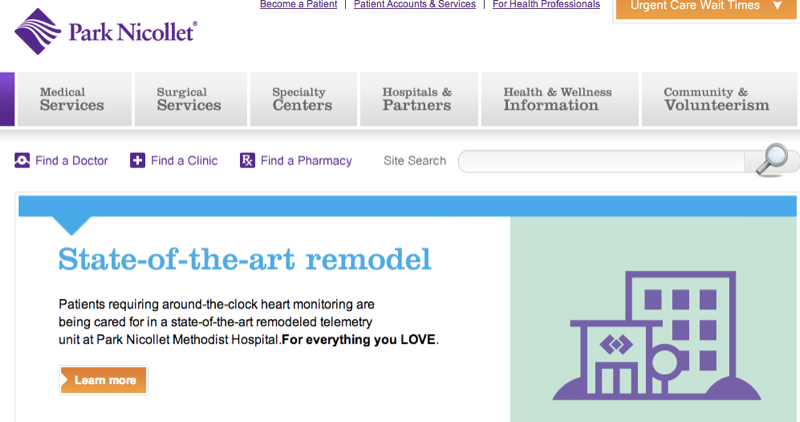 Become a Patient | Patient Accounts & Services | For Health Professionals
Urgent Care Wait Times ▼
Park Nicollet®
Medical Services
Surgical Services
Specialty Centers
Hospitals & Partners
Health & Wellness Information
Community & Volunteerism
Find a Doctor
Find a Clinic
Rx Find a Pharmacy
Site Search
State-of-the-art remodel
Patients requiring around-the-clock heart monitoring are
being cared for in a state-of-the-art remodeled telemetry
unit at Park Nicollet Methodist Hospital.For everything you LOVE.
Learn more